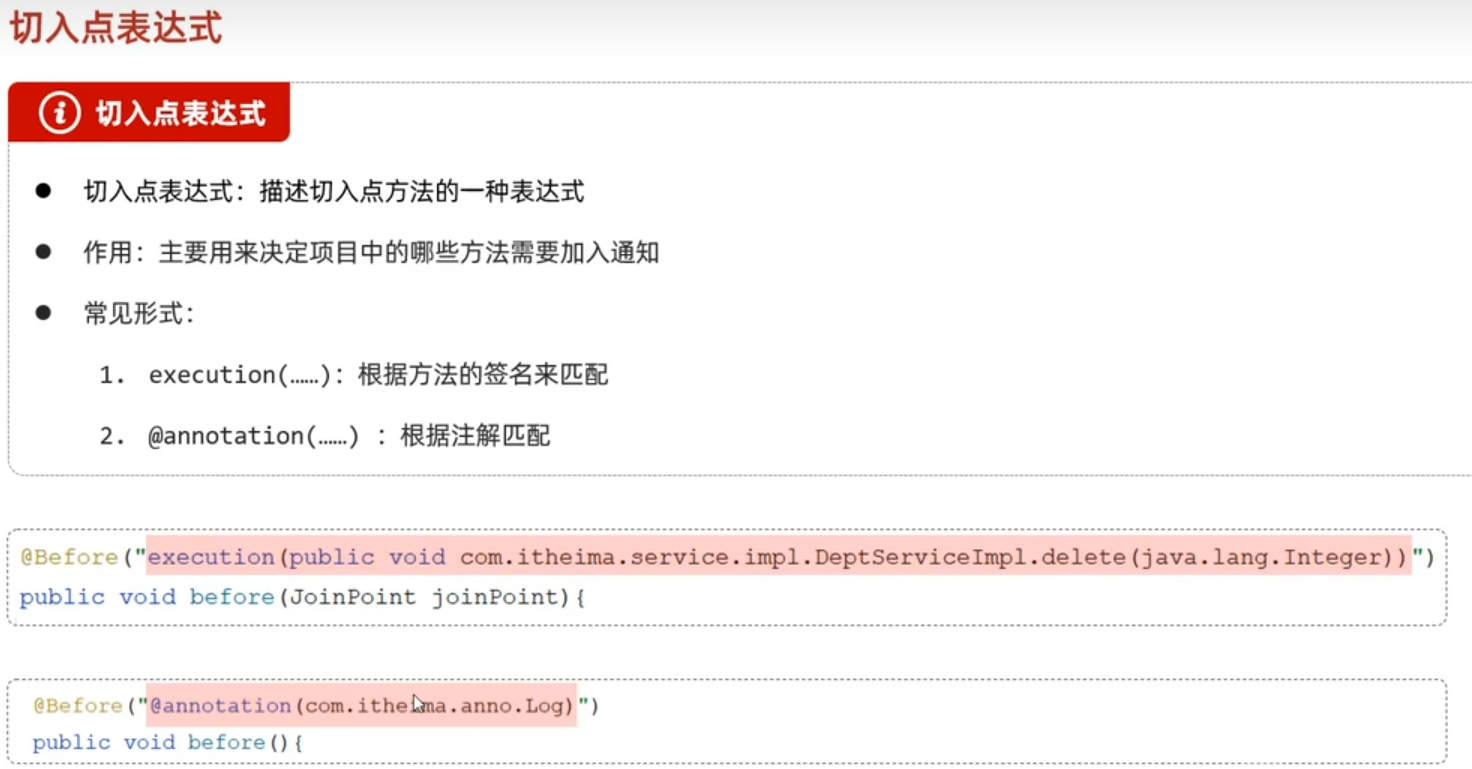 切入点表达式
切入点表达式
切入点表达式：描述切入点方法的一种表达式
作用：主要用来决定项目中的哪些方法需要加入通知
常见形式：
1. execution(……)：根据方法的签名来匹配
2. @annotation(……) ：根据注解匹配
@Before("execution(public void com.itheima.service.impl.DeptServiceImpl.delete(java.lang.Integer))")
public void before(JoinPoint joinPoint){
@Before("@annotation(com.itheima.anno.Log)")
public void before(){